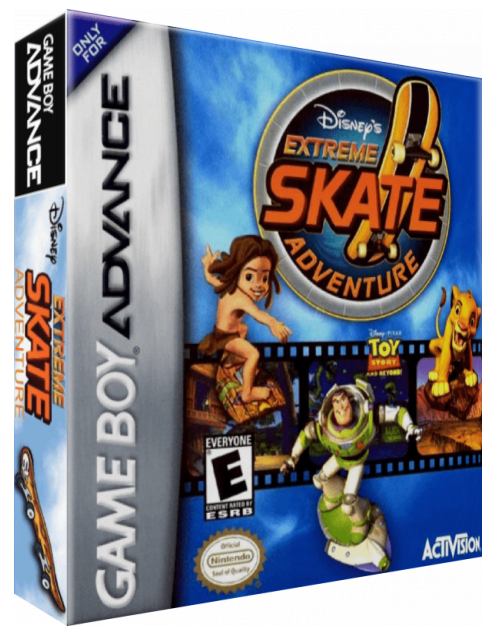 GAME BOY
ADVANCE
Disney
EXTREME
SKATE
ADVENTURE
ONLY
FOR
GAME BOY ADVANCE
Disney's
EXTREME
SKATE
ADVENTURE
Disney • PIXAR
TOY
STORY
AND BEYOND!
EVERYONE
E
CONTENT RATED BY
ESRB
Official
Nintendo
Seal of Quality
ACTIVISION